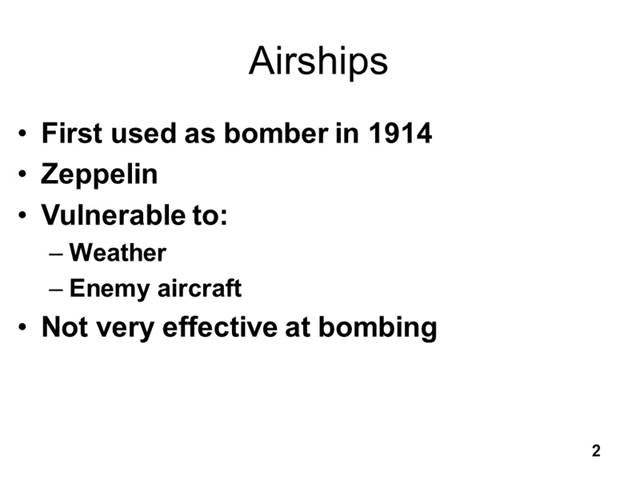 Airships
• First used as bomber in 1914
• Zeppelin
• Vulnerable to:
– Weather
– Enemy aircraft
• Not very effective at bombing
2